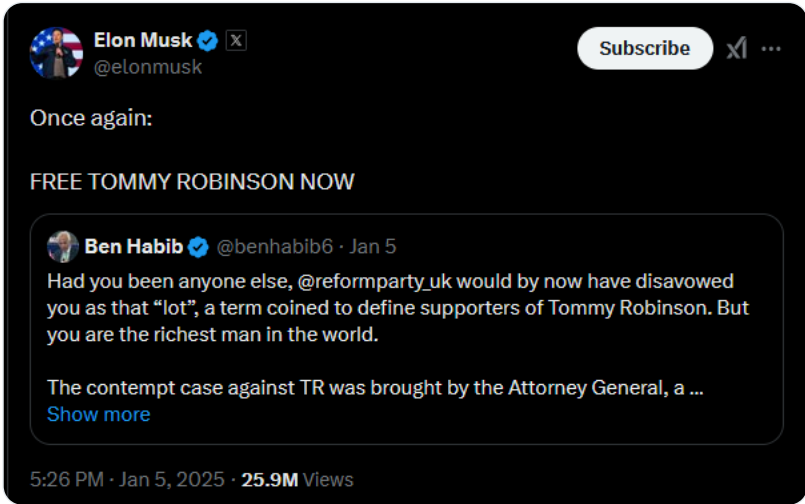 Elon Musk X
@elonmusk
Subscribe
Once again:
FREE TOMMY ROBINSON NOW
Ben Habib @benhabib6 · Jan 5
Had you been anyone else, @reformparty_uk would by now have disavowed
you as that “lot”, a term coined to define supporters of Tommy Robinson. But
you are the richest man in the world.
The contempt case against TR was brought by the Attorney General, a ...
Show more
5:26 PM · Jan 5, 2025 · 25.9M Views